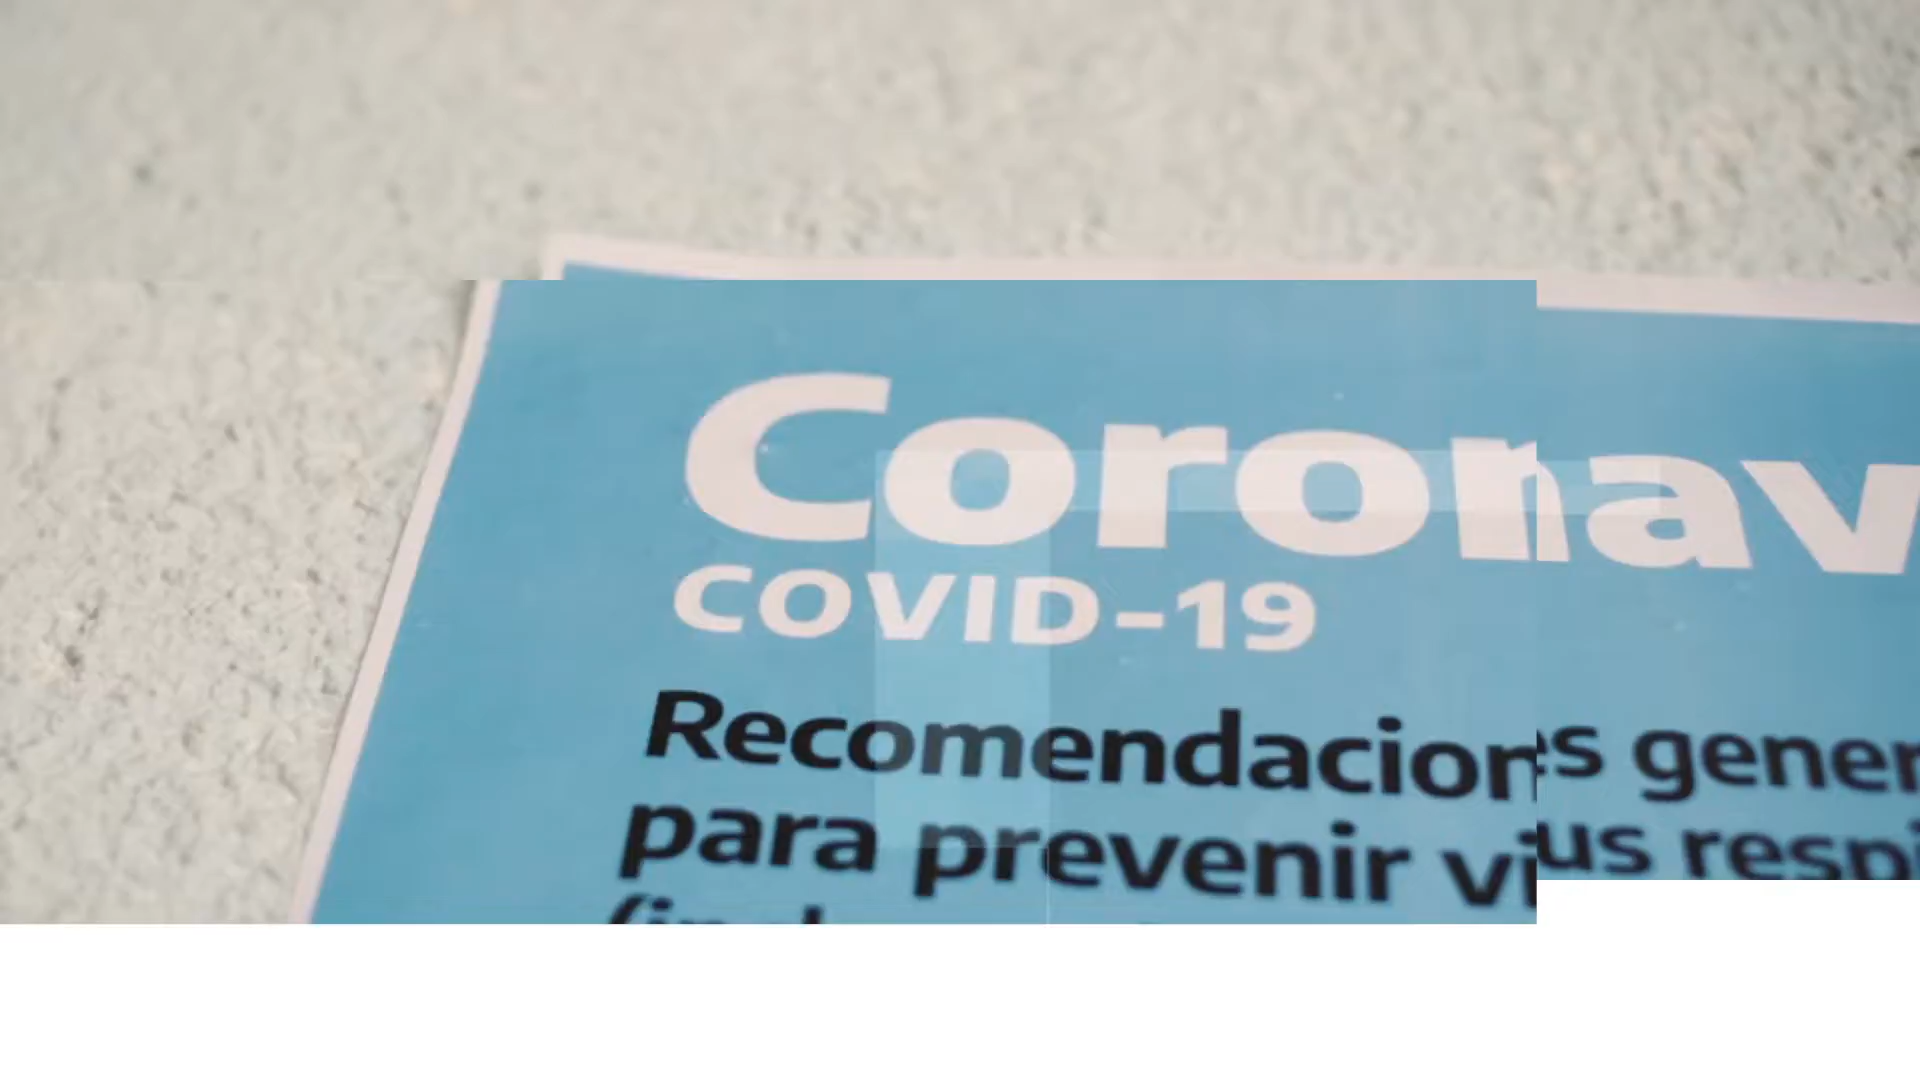 Coronav
COVID-19
Recomendaciones gener
para prevenir virus respi